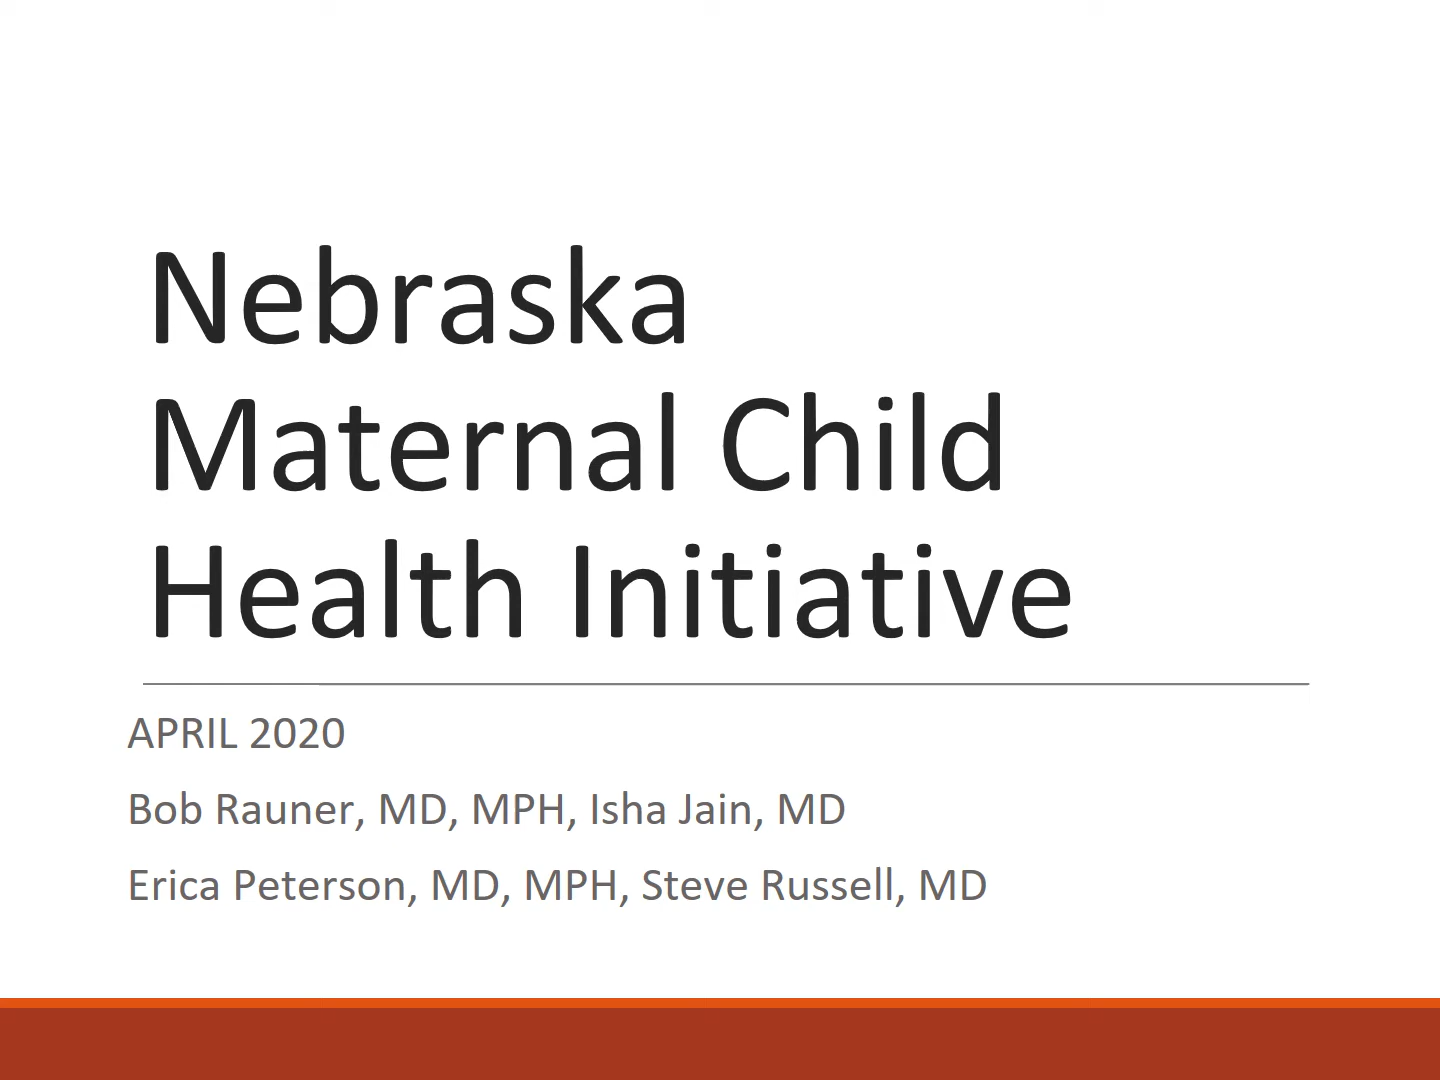 Nebraska
Maternal Child
Health Initiative
APRIL 2020
Bob Rauner, MD, MPH, Isha Jain, MD
Erica Peterson, MD, MPH, Steve Russell, MD